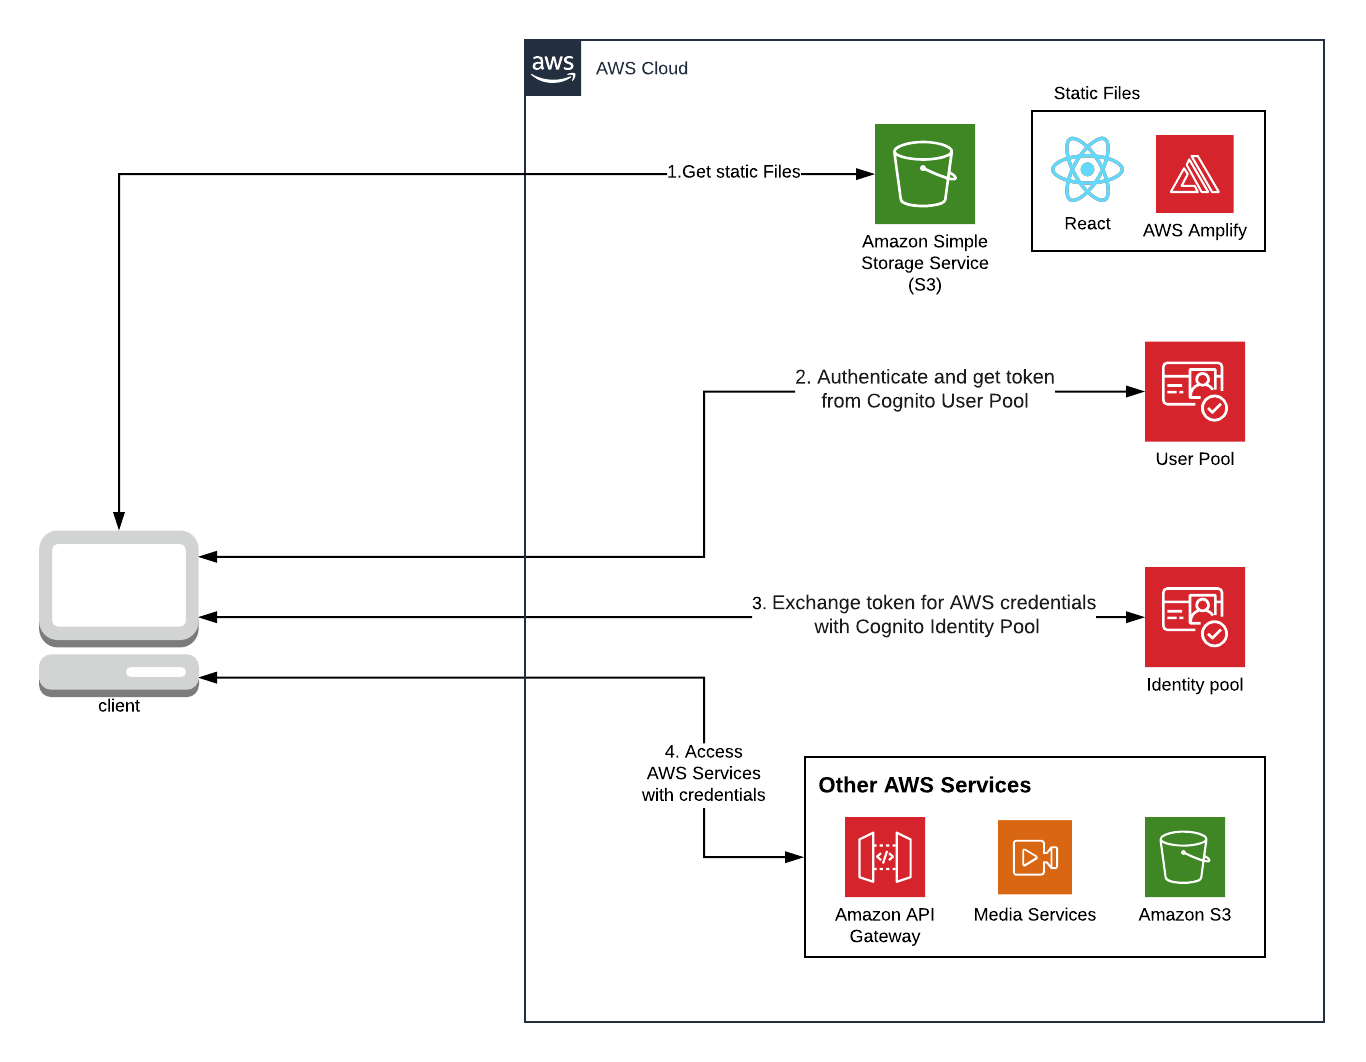 aws
AWS Cloud
Static Files
1.Get static Files
React
AWS Amplify
Amazon Simple
Storage Service
(S3)
2. Authenticate and get token
from Cognito User Pool
User Pool
3. Exchange token for AWS credentials
with Cognito Identity Pool
Identity pool
client
4. Access
AWS Services
with credentials
Other AWS Services
</>
Amazon API
Gateway
Media Services
Amazon S3